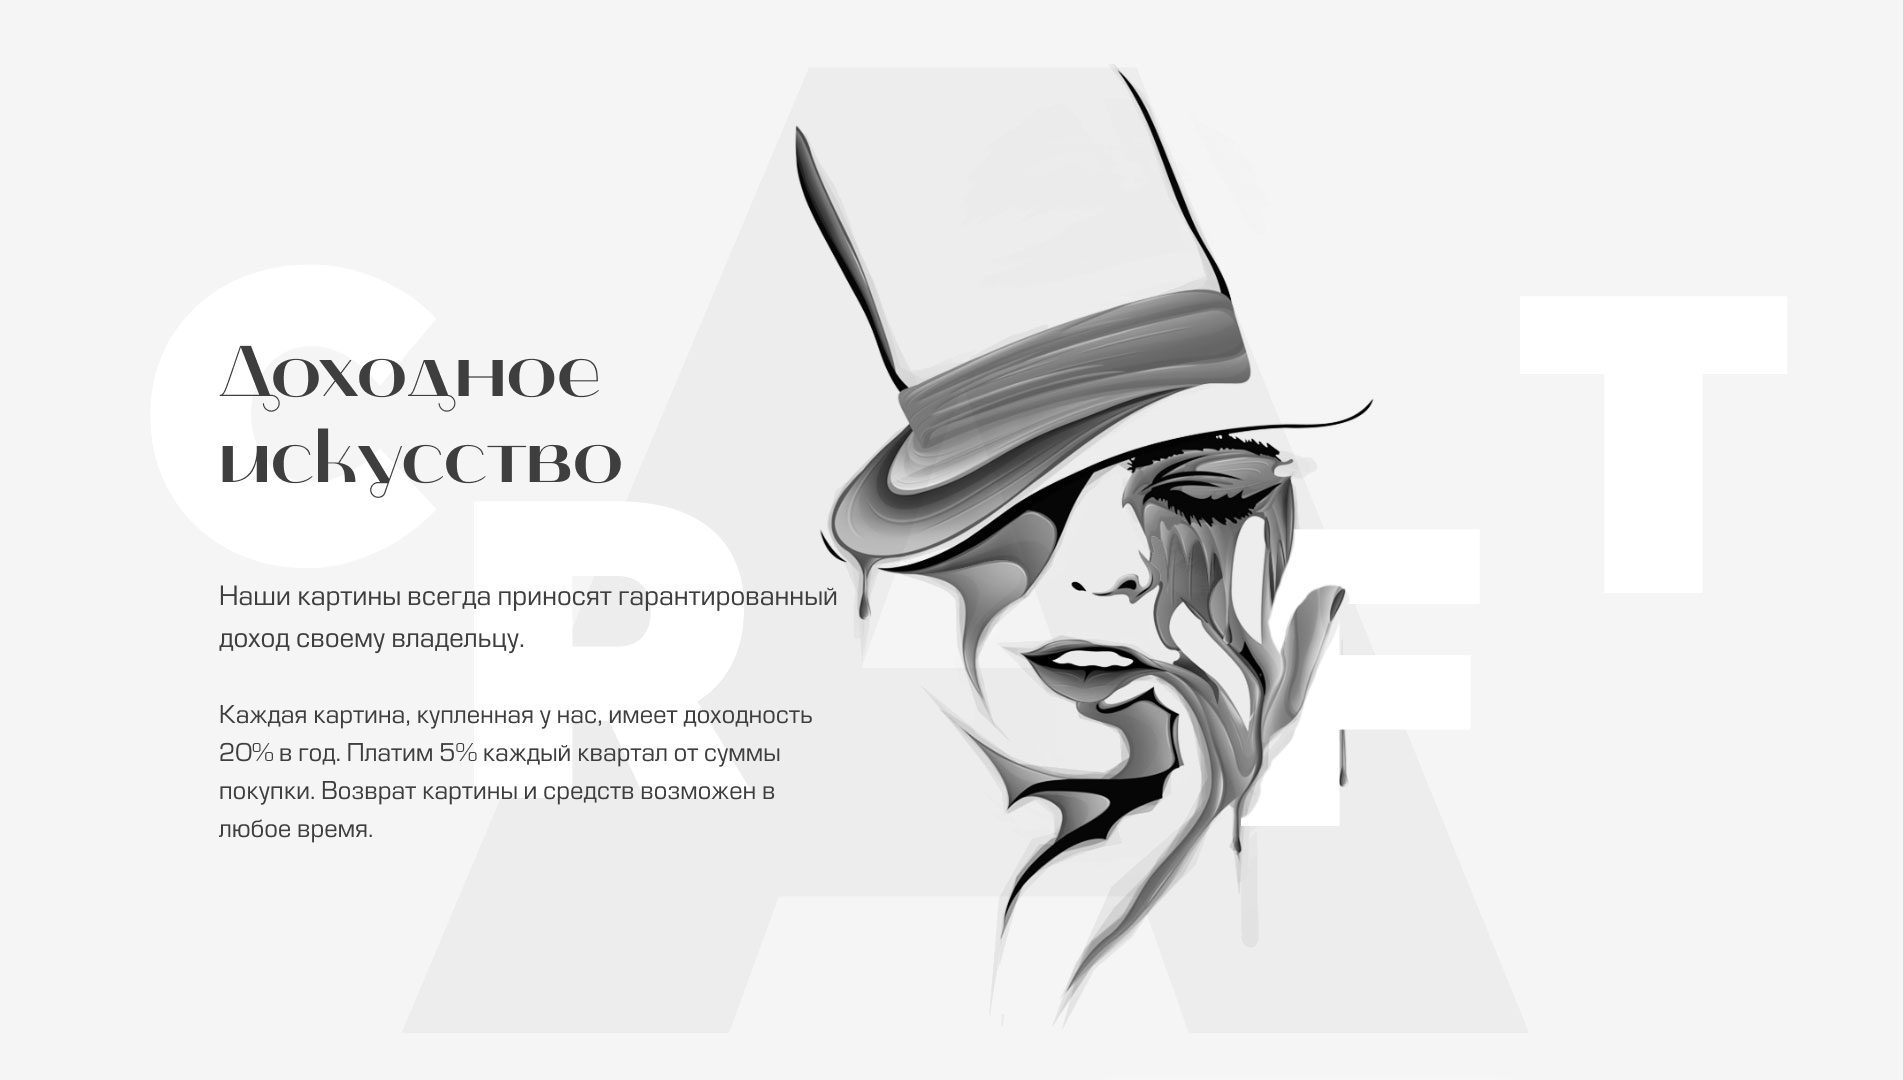 CRAFT
Доходное
искусство
Наши картины всегда приносят гарантированный
доход своему владельцу.
Каждая картина, купленная у нас, имеет доходность
20% в год. Платим 5% каждый квартал от суммы
покупки. Возврат картины и средств возможен в
любое время.